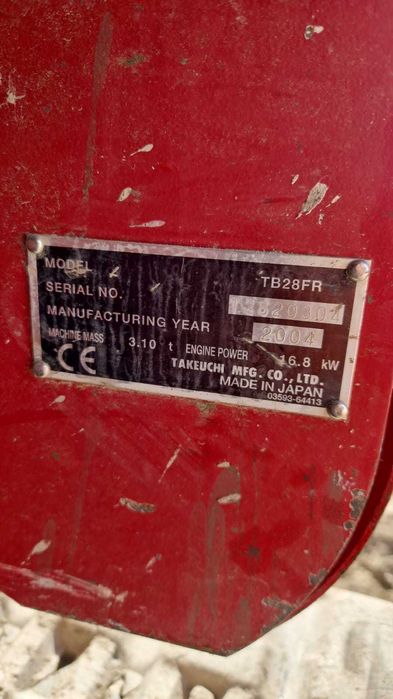 MODEL TB28FR
SERIAL NO.
MANUFACTURING YEAR 2004
MACHINE MASS 3.10 t ENGINE POWER 16.8 kW
CE TAKEUCHI MFG. CO., LTD.
MADE IN JAPAN
03593-64413